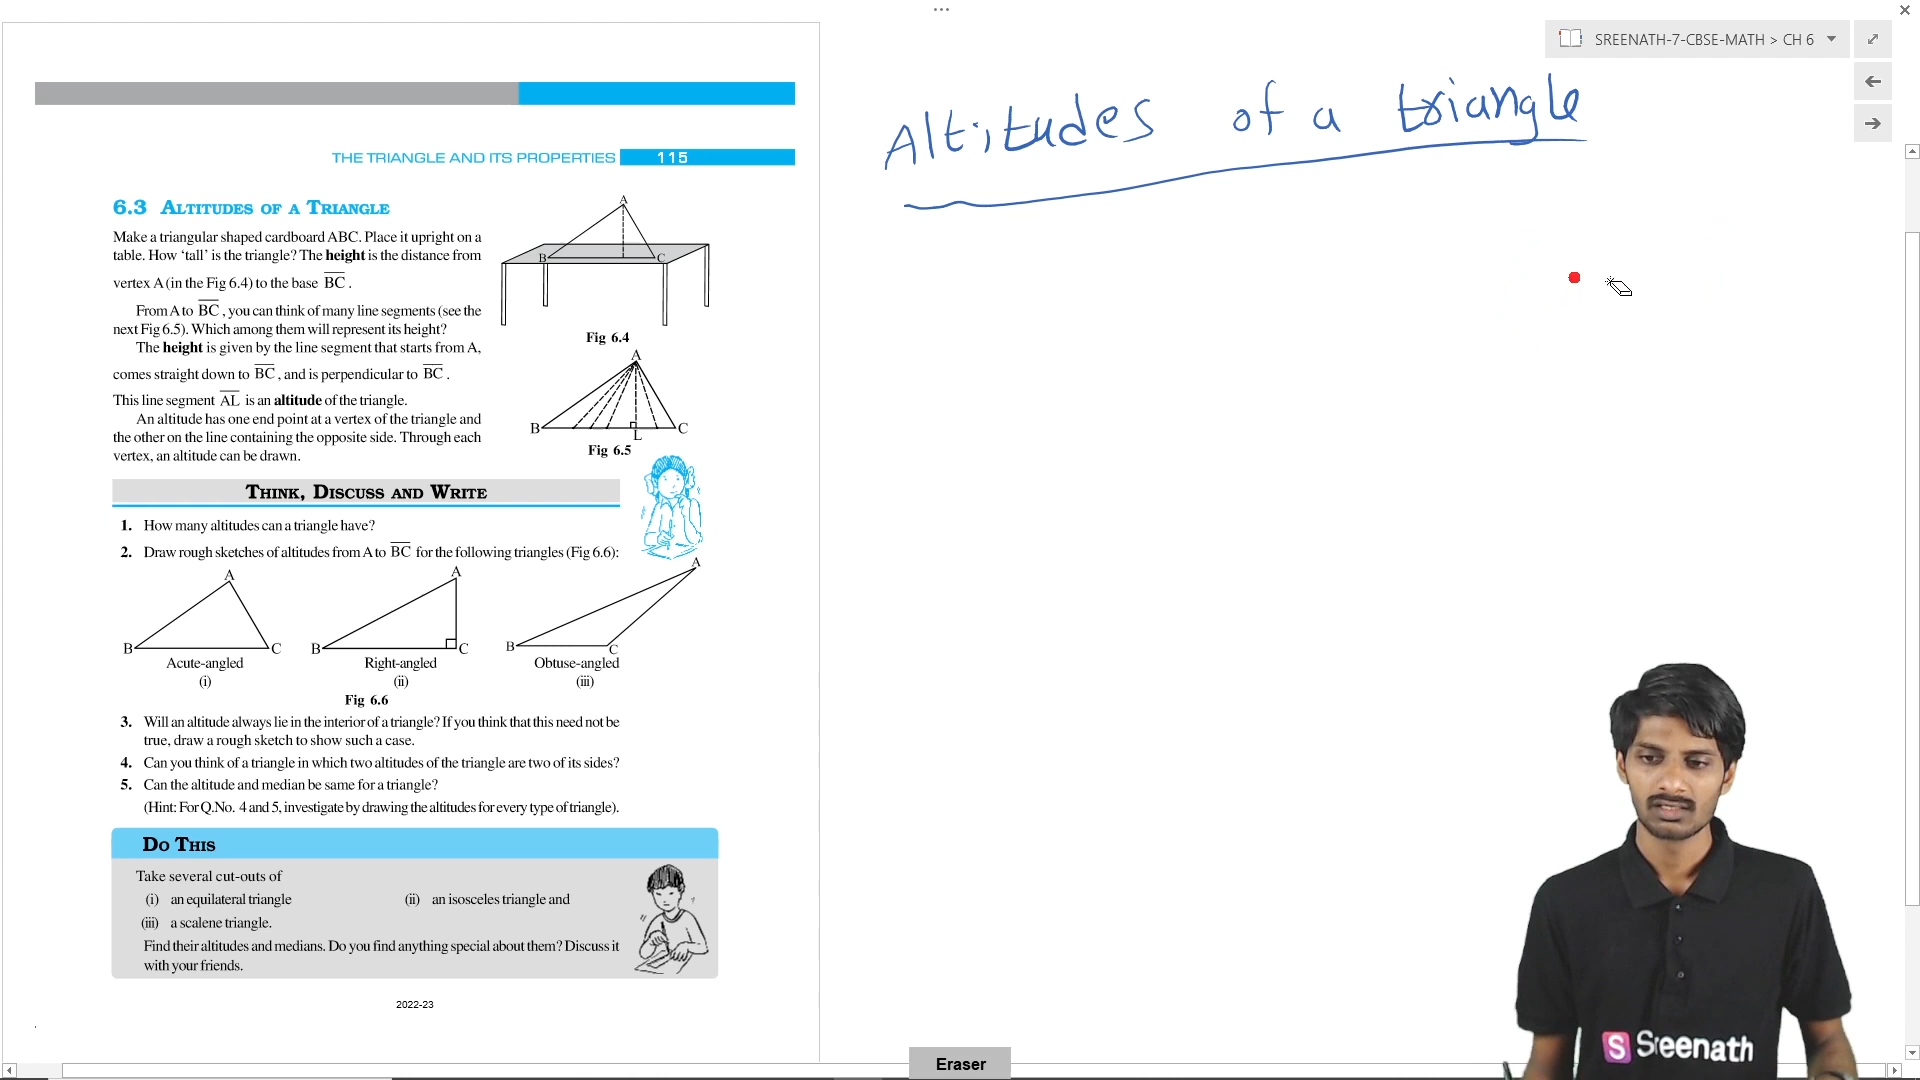 SREENATH-7-CBSE-MATH > CH 6
Altitudes of a triangle
THE TRIANGLE AND ITS PROPERTIES 115
6.3 ALTITUDES OF A TRIANGLE
Make a triangular shaped cardboard ABC. Place it upright on a
table. How ‘tall’ is the triangle? The height is the distance from
vertex A (in the Fig 6.4) to the base BC .
From A to BC , you can think of many line segments (see the
next Fig 6.5). Which among them will represent its height?
The height is given by the line segment that starts from A,
comes straight down to BC , and is perpendicular to BC .
This line segment AL is an altitude of the triangle.
An altitude has one end point at a vertex of the triangle and
the other on the line containing the opposite side. Through each
vertex, an altitude can be drawn.
A
B C
Fig 6.4
A
B L C
Fig 6.5
THINK, DISCUSS AND WRITE
1. How many altitudes can a triangle have?
2. Draw rough sketches of altitudes from A to BC for the following triangles (Fig 6.6):
A A A
B C B C B C
Acute-angled Right-angled Obtuse-angled
(i) (ii) (iii)
Fig 6.6
3. Will an altitude always lie in the interior of a triangle? If you think that this need not be
true, draw a rough sketch to show such a case.
4. Can you think of a triangle in which two altitudes of the triangle are two of its sides?
5. Can the altitude and median be same for a triangle?
(Hint: For Q.No. 4 and 5, investigate by drawing the altitudes for every type of triangle).
DO THIS
Take several cut-outs of
(i) an equilateral triangle (ii) an isosceles triangle and
(iii) a scalene triangle.
Find their altitudes and medians. Do you find anything special about them? Discuss it
with your friends.
2022-23
Eraser
S Sreenath